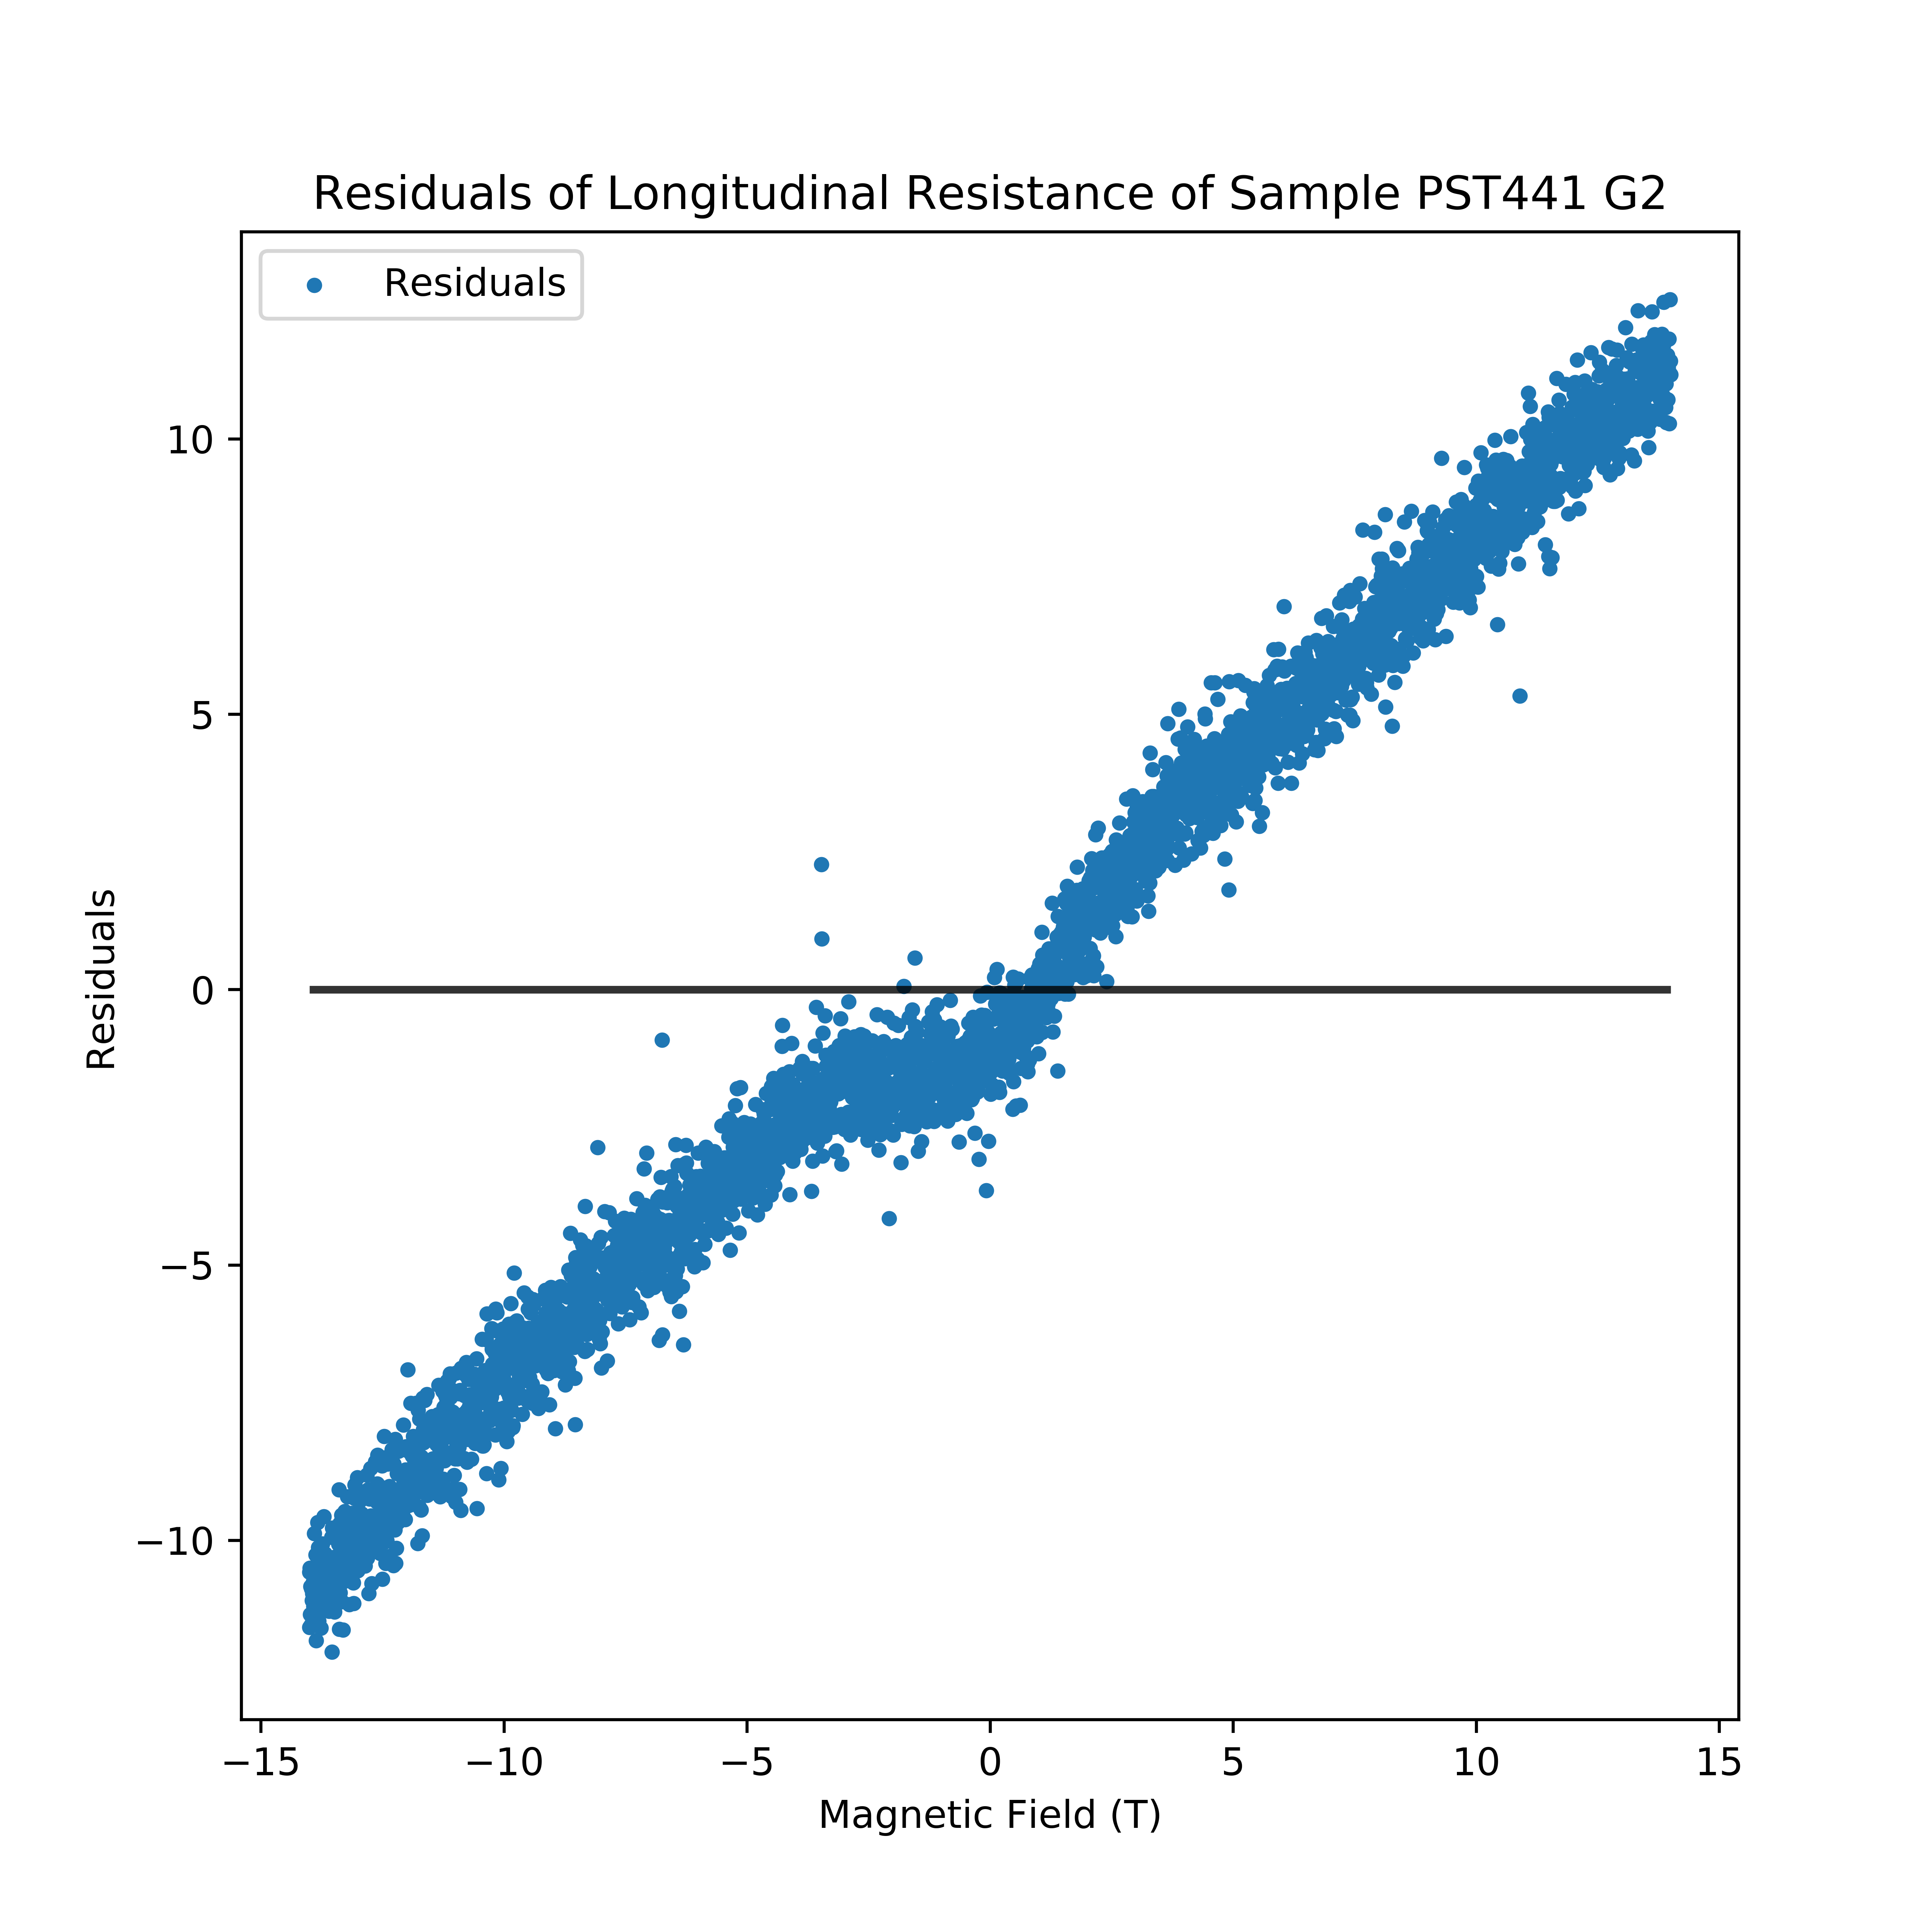 Residuals of Longitudinal Resistance of Sample PST441 G2
Residuals
10
5
0
−5
−10
Residuals
−15 −10 −5 0 5 10 15
Magnetic Field (T)